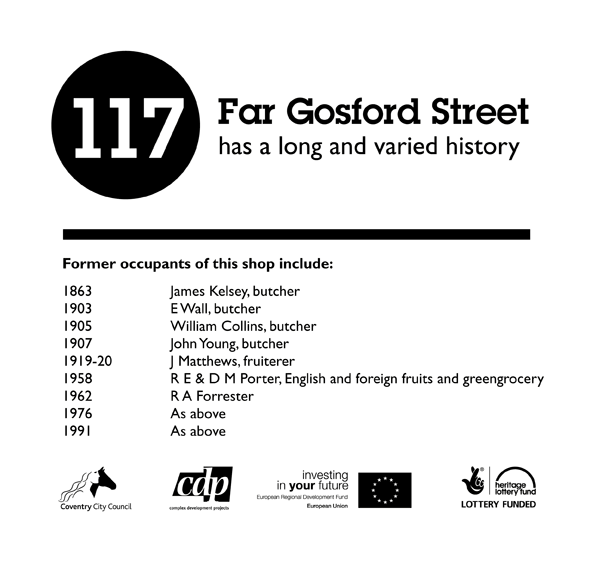 117
Far Gosford Street
has a long and varied history
Former occupants of this shop include:
1863 James Kelsey, butcher
1903 E Wall, butcher
1905 William Collins, butcher
1907 John Young, butcher
1919-20 J Matthews, fruiterer
1958 R E & D M Porter, English and foreign fruits and greengrocery
1962 R A Forrester
1976 As above
1991 As above
Coventry City Council
cdp
complex development projects
investing
in your future
European Regional Development Fund
European Union
heritage
lottery fund
LOTTERY FUNDED